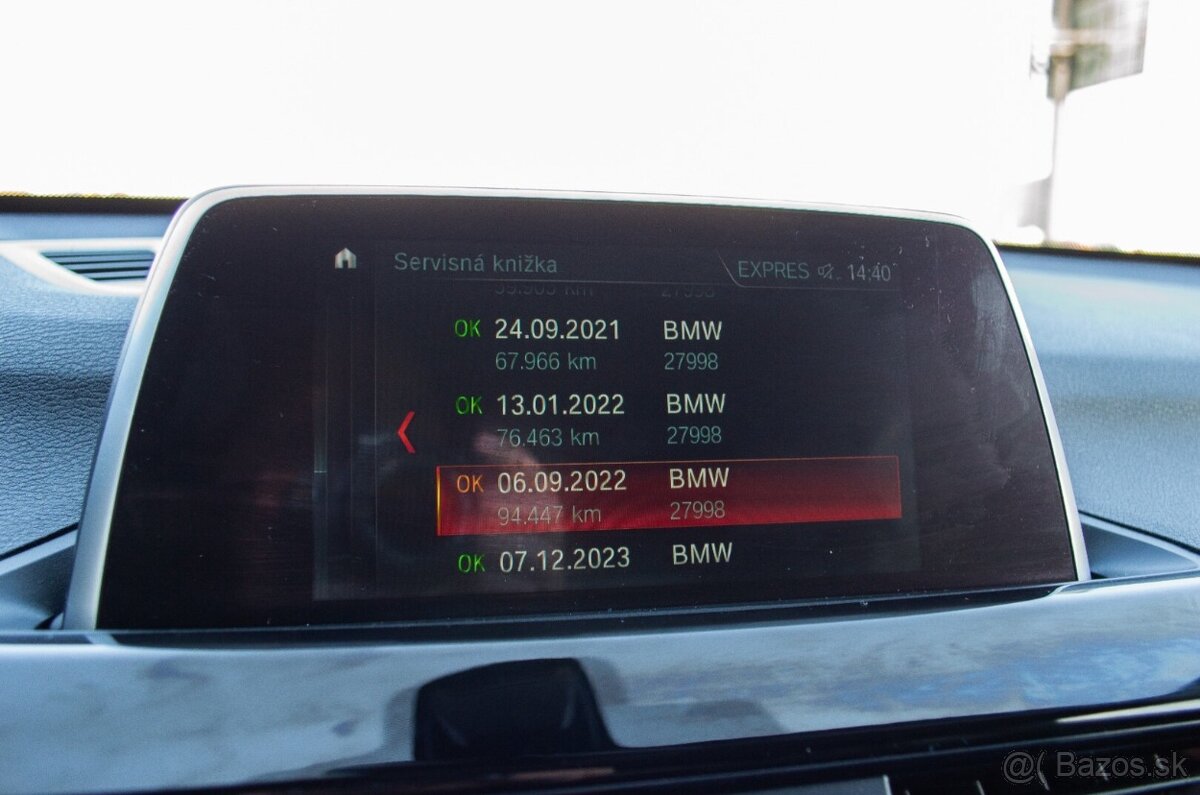 Servisná knižka
EXPRES 14:40
OK 24.09.2021 BMW
67.966 km 27998
OK 13.01.2022 BMW
76.463 km 27998
OK 06.09.2022 BMW
94.447 km 27998
OK 07.12.2023 BMW
@( Bazos.sk